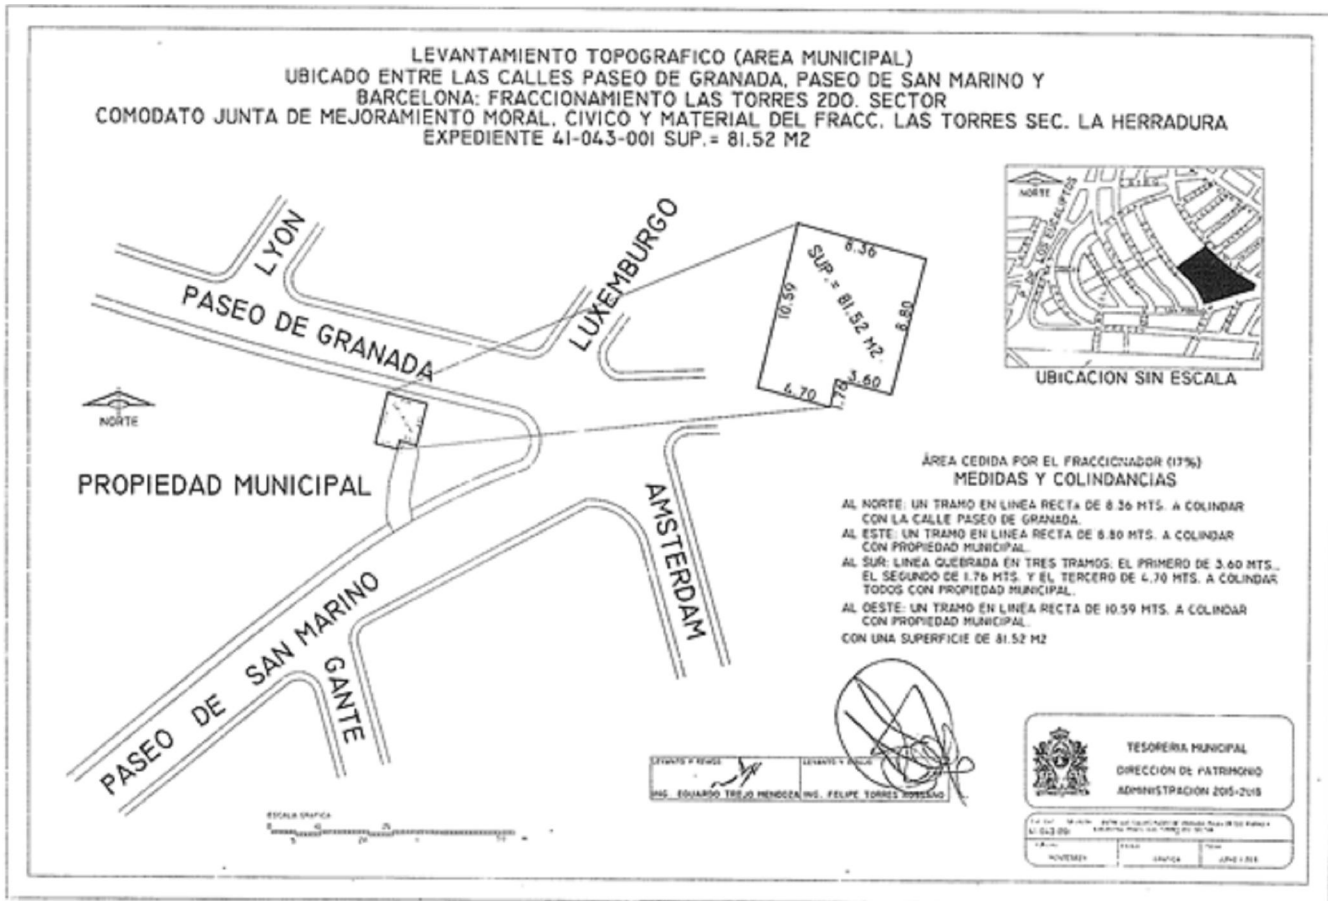 LEVANTAMIENTO TOPOGRAFICO (AREA MUNICIPAL)
UBICADO ENTRE LAS CALLES PASEO DE GRANADA, PASEO DE SAN MARINO Y
BARCELONA: FRACCIONAMIENTO LAS TORRES 2DO. SECTOR
COMODATO JUNTA DE MEJORAMIENTO MORAL, CIVICO Y MATERIAL DEL FRACC. LAS TORRES SEC. LA HERRADURA
EXPEDIENTE 41-043-001 SUP.= 81.52 M2
LYON
PASEO DE GRANADA
LUXEMBURGO
8.36
SUP. = 81.52 M2.
10.59
8.80
4.70
1.76
3.60
NORTE
P. DE LOS EUCALIPTOS
UBICACION SIN ESCALA
NORTE
PROPIEDAD MUNICIPAL
AMSTERDAM
PASEO DE SAN MARINO
GANTE
ÁREA CEDIDA POR EL FRACCIONADOR (17%)
MEDIDAS Y COLINDANCIAS
AL NORTE: UN TRAMO EN LINEA RECTA DE 8.36 MTS. A COLINDAR
CON LA CALLE PASEO DE GRANADA.
AL ESTE: UN TRAMO EN LINEA RECTA DE 8.80 MTS. A COLINDAR
CON PROPIEDAD MUNICIPAL.
AL SUR: LINEA QUEBRADA EN TRES TRAMOS: EL PRIMERO DE 3.60 MTS.,
EL SEGUNDO DE 1.76 MTS. Y EL TERCERO DE 4.70 MTS. A COLINDAR
TODOS CON PROPIEDAD MUNICIPAL.
AL OESTE: UN TRAMO EN LINEA RECTA DE 10.59 MTS. A COLINDAR
CON PROPIEDAD MUNICIPAL.
CON UNA SUPERFICIE DE 81.52 M2
ING. EDUARDO TREJO MENDOZA
ING. FELIPE TORRES
ESCALA GRAFICA
TESORERIA MUNICIPAL
DIRECCION DE PATRIMONIO
ADMINISTRACION 2015-2018
MONTERREY
GRAFICA